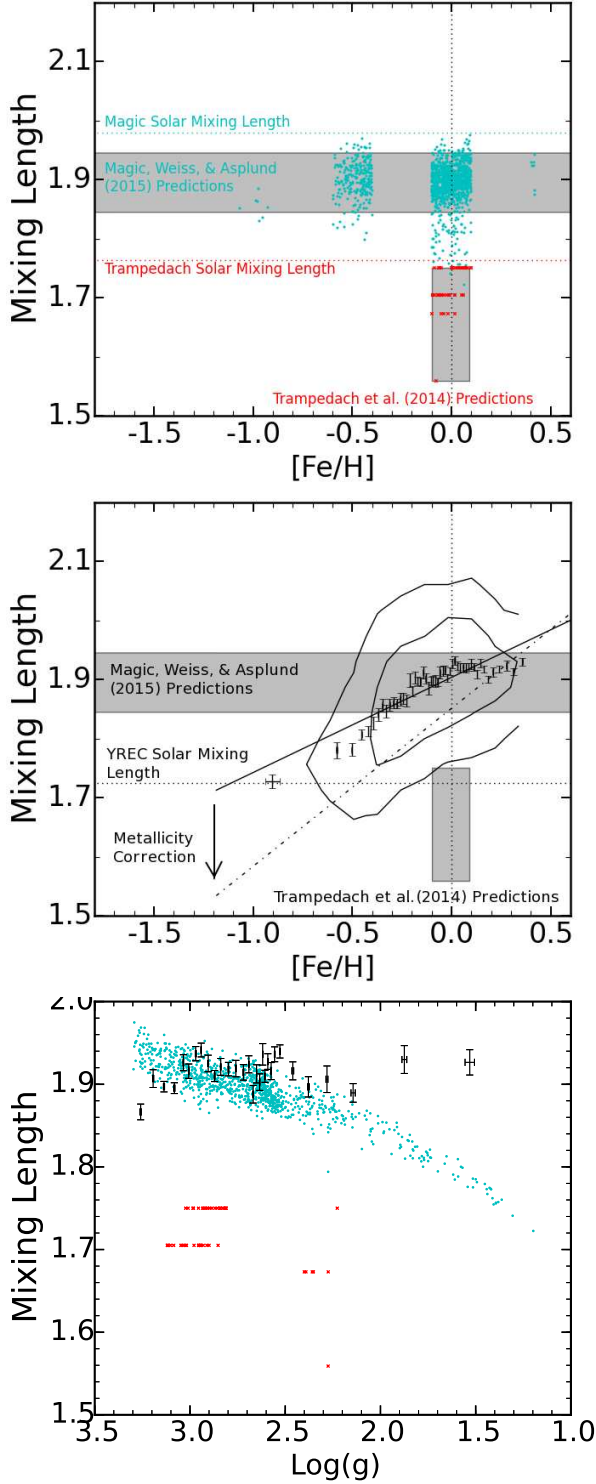 2.1
Magic Solar Mixing Length
Magic, Weiss, & Asplund
(2015) Predictions
1.9
Trampedach Solar Mixing Length
1.7
Trampedach et al. (2014) Predictions
1.5
Mixing Length
-1.5 -1.0 -0.5 0.0 0.5
[Fe/H]
2.1
1.9
Magic, Weiss, & Asplund
(2015) Predictions
YREC Solar Mixing
Length
1.7
Metallicity
Correction
Trampedach et al.(2014) Predictions
1.5
Mixing Length
-1.5 -1.0 -0.5 0.0 0.5
[Fe/H]
2.0
1.9
1.8
1.7
1.6
1.5
Mixing Length
3.5 3.0 2.5 2.0 1.5 1.0
Log(g)